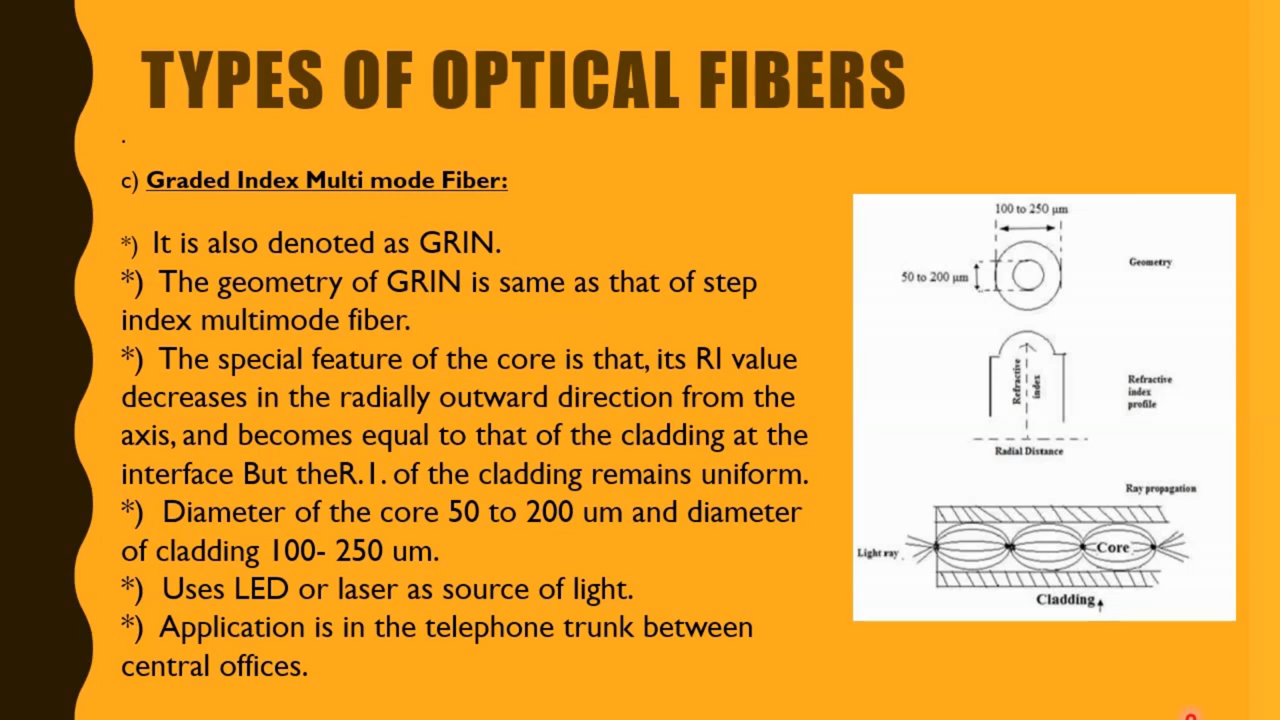 TYPES OF OPTICAL FIBERS
.
c) Graded Index Multi mode Fiber:
*) It is also denoted as GRIN.
*) The geometry of GRIN is same as that of step
index multimode fiber.
*) The special feature of the core is that, its RI value
decreases in the radially outward direction from the
axis, and becomes equal to that of the cladding at the
interface But theR.I. of the cladding remains uniform.
*) Diameter of the core 50 to 200 um and diameter
of cladding 100- 250 um.
*) Uses LED or laser as source of light.
*) Application is in the telephone trunk between
central offices.
100 to 250 μm
Geometry
50 to 200 μm
Refractive
index
Refractive
index
profile
Radial Distance
Ray propagation
Light ray
Core
Cladding